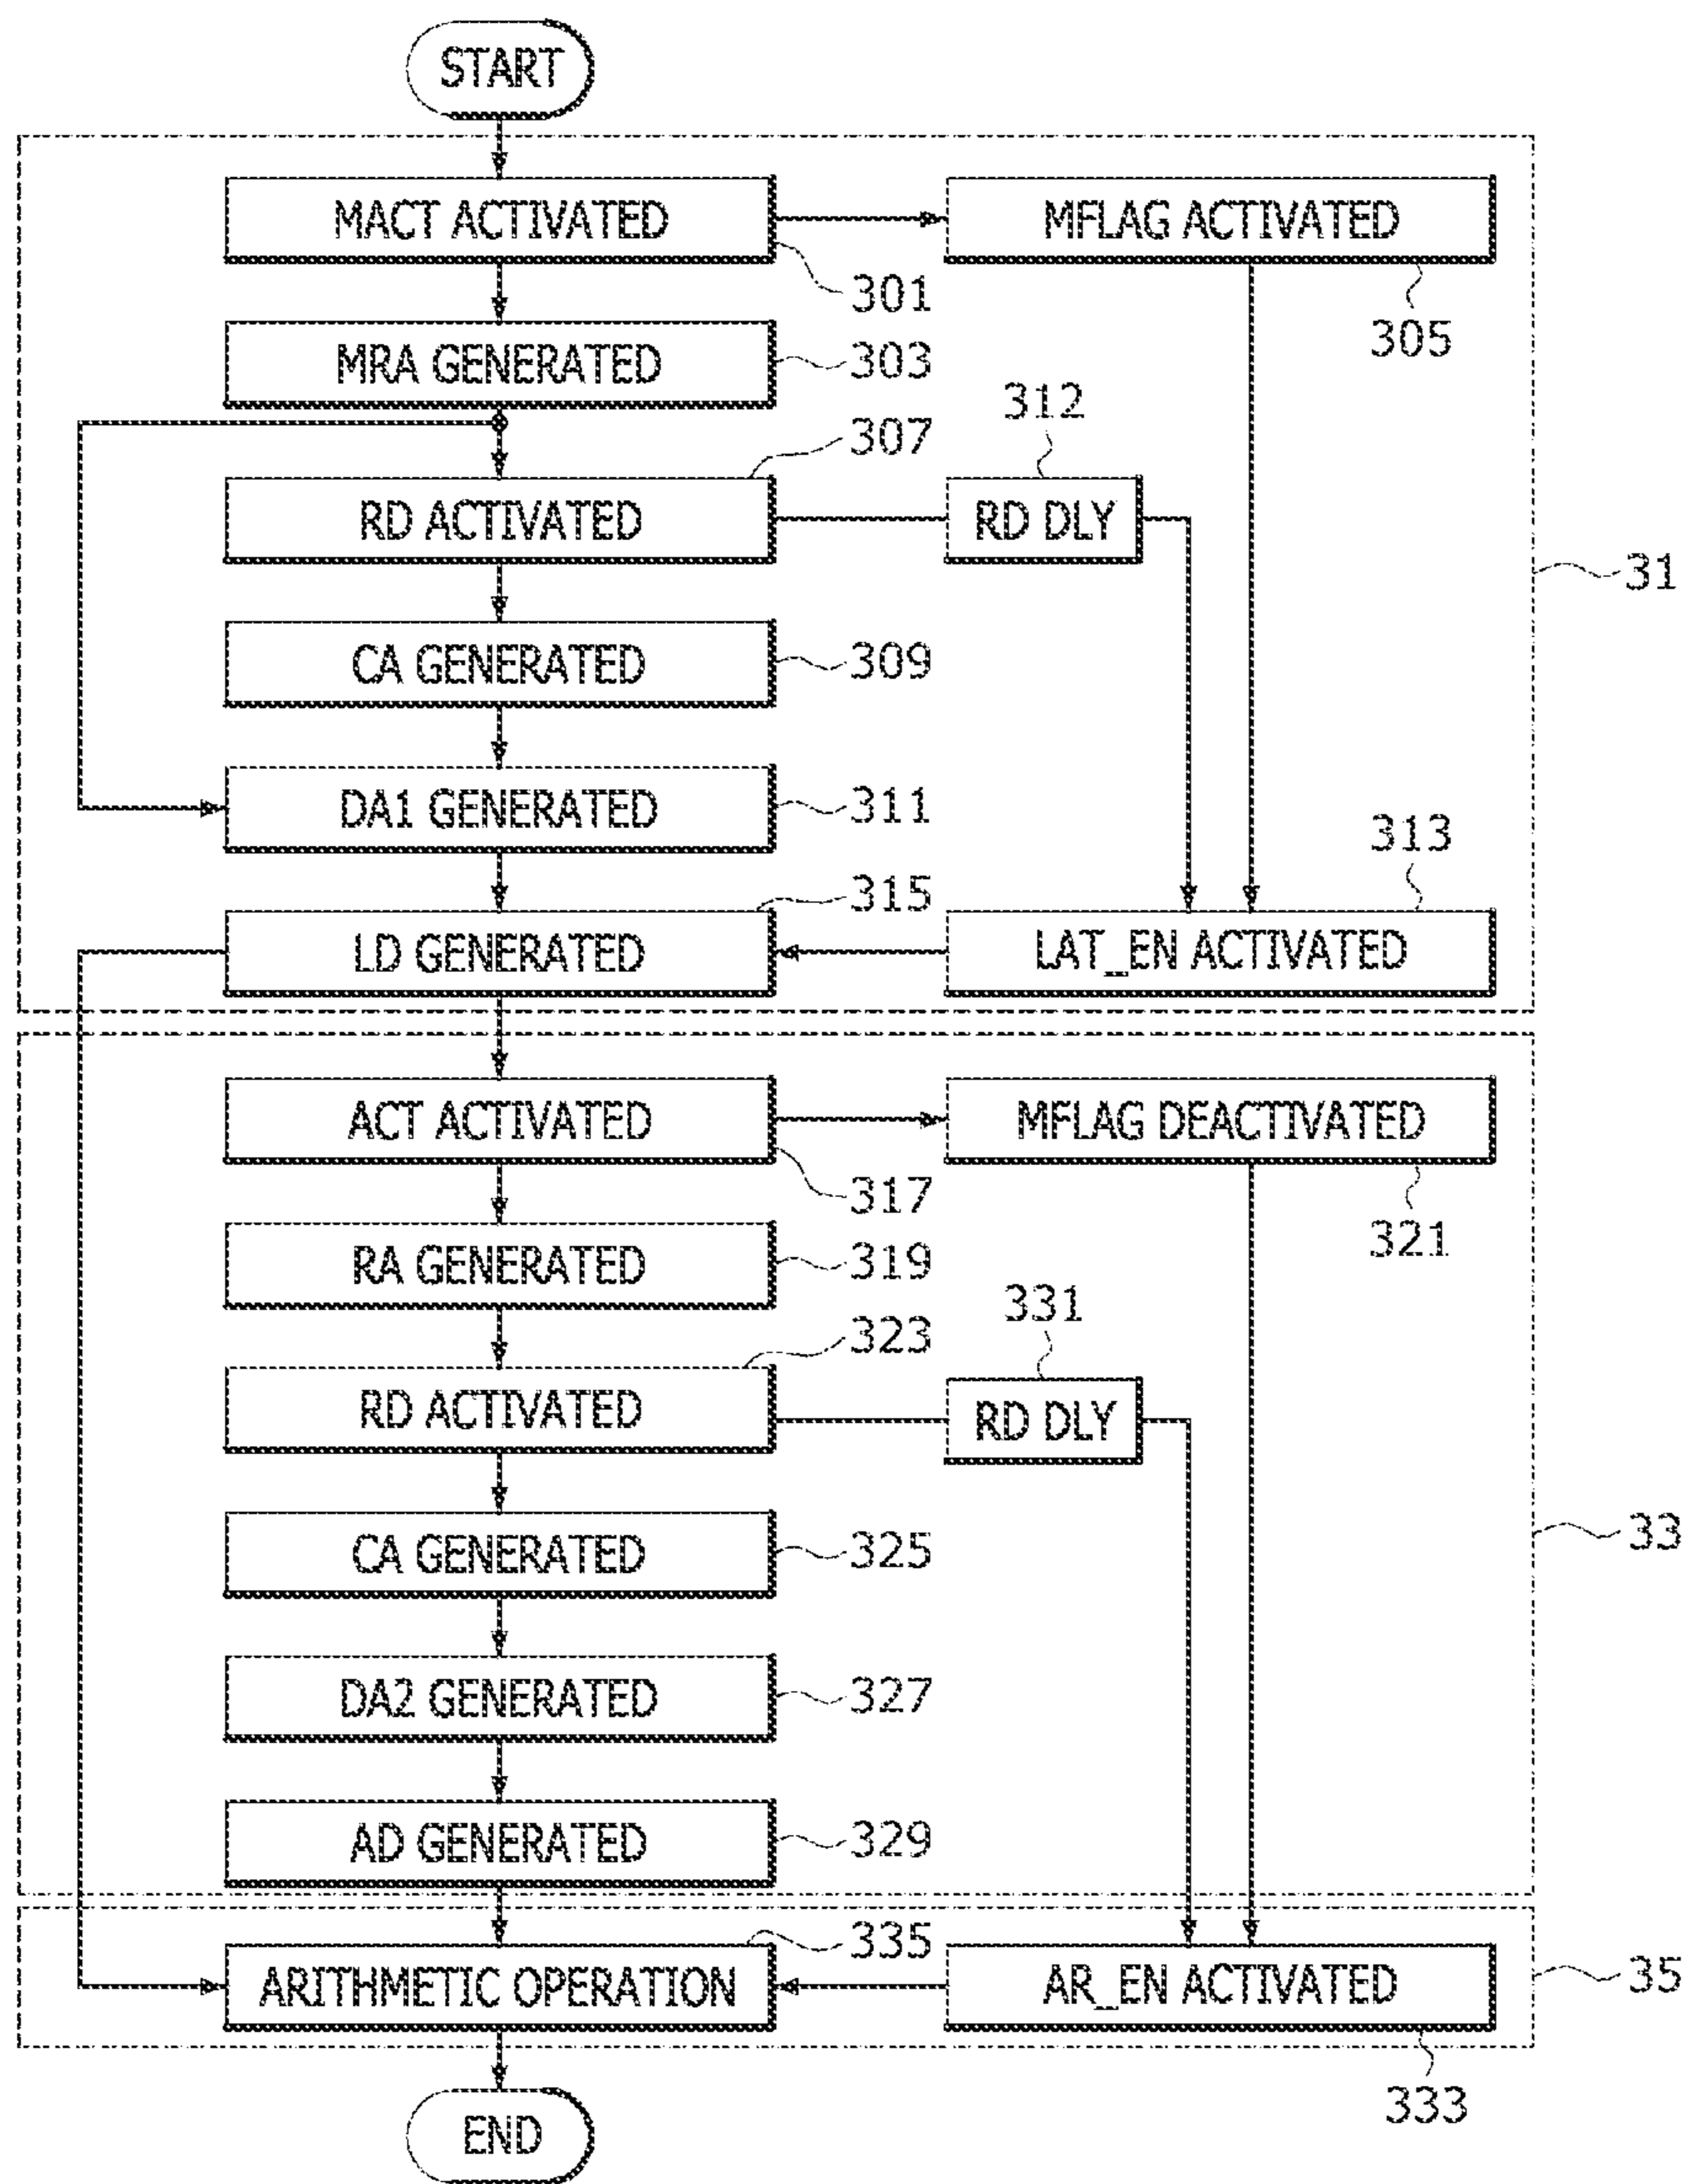 START
MACT ACTIVATED
MFLAG ACTIVATED
301
305
MRA GENERATED
303
312
307
RD ACTIVATED
RD DLY
31
CA GENERATED
309
DA1 GENERATED
311
313
315
LD GENERATED
LAT_EN ACTIVATED
ACT ACTIVATED
MFLAG DEACTIVATED
317
321
RA GENERATED
319
331
323
RD ACTIVATED
RD DLY
CA GENERATED
325
33
DA2 GENERATED
327
AD GENERATED
329
335
ARITHMETIC OPERATION
AR_EN ACTIVATED
35
333
END